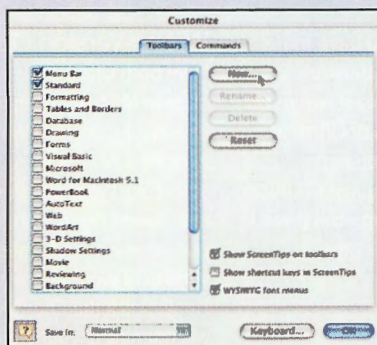 Customize
Toolbars Commands
Menu Bar
Standard
Formatting
Tables and Borders
Database
Drawing
Forms
Visual Basic
Microsoft
Word for Macintosh 5.1
PowerBook
AutoText
Web
WordArt
3-D Settings
Shadow Settings
Movie
Reviewing
Background
New...
Rename...
Delete
Reset
Show ScreenTips on toolbars
Show shortcut keys in ScreenTips
WYSIWYG font menus
Save in: Normal
Keyboard... OK